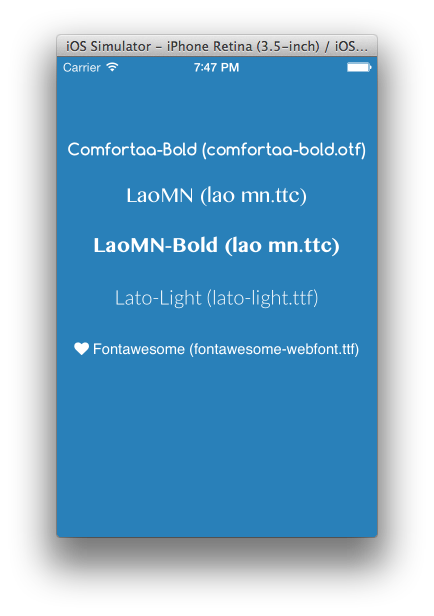 iOS Simulator – iPhone Retina (3.5-inch) / iOS...
Carrier 7:47 PM
Comfortaa-Bold (comfortaa-bold.otf)
LaoMN (lao mn.ttc)
LaoMN-Bold (lao mn.ttc)
Lato-Light (lato-light.ttf)
Fontawesome (fontawesome-webfont.ttf)